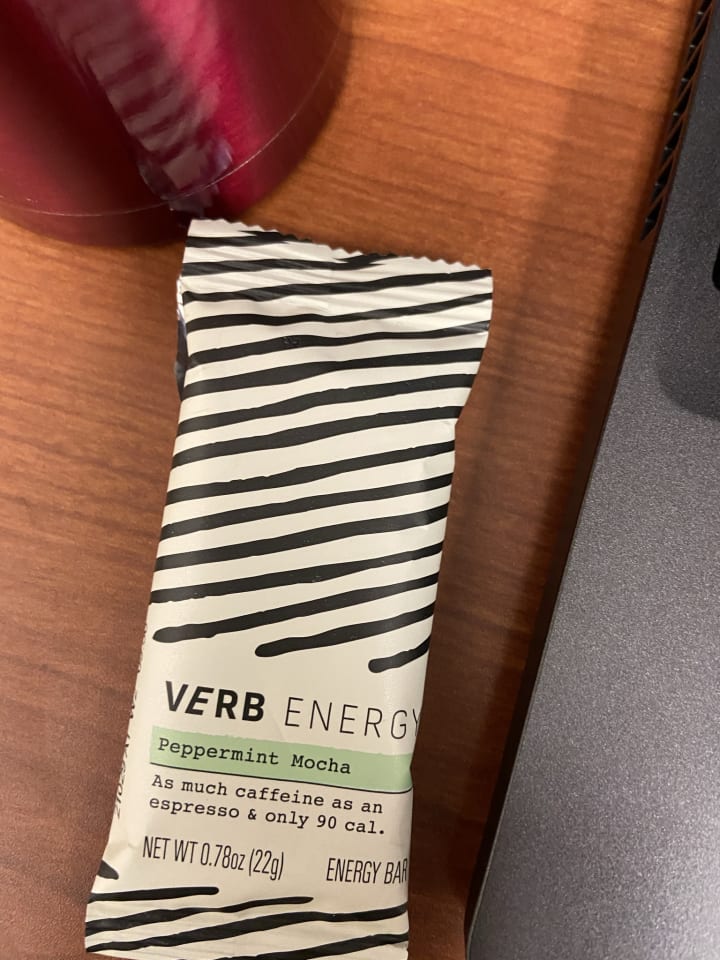 VERB ENERGY
Peppermint Mocha
As much caffeine as an
espresso & only 90 cal.
NET WT 0.78oz (22g) ENERGY BAR